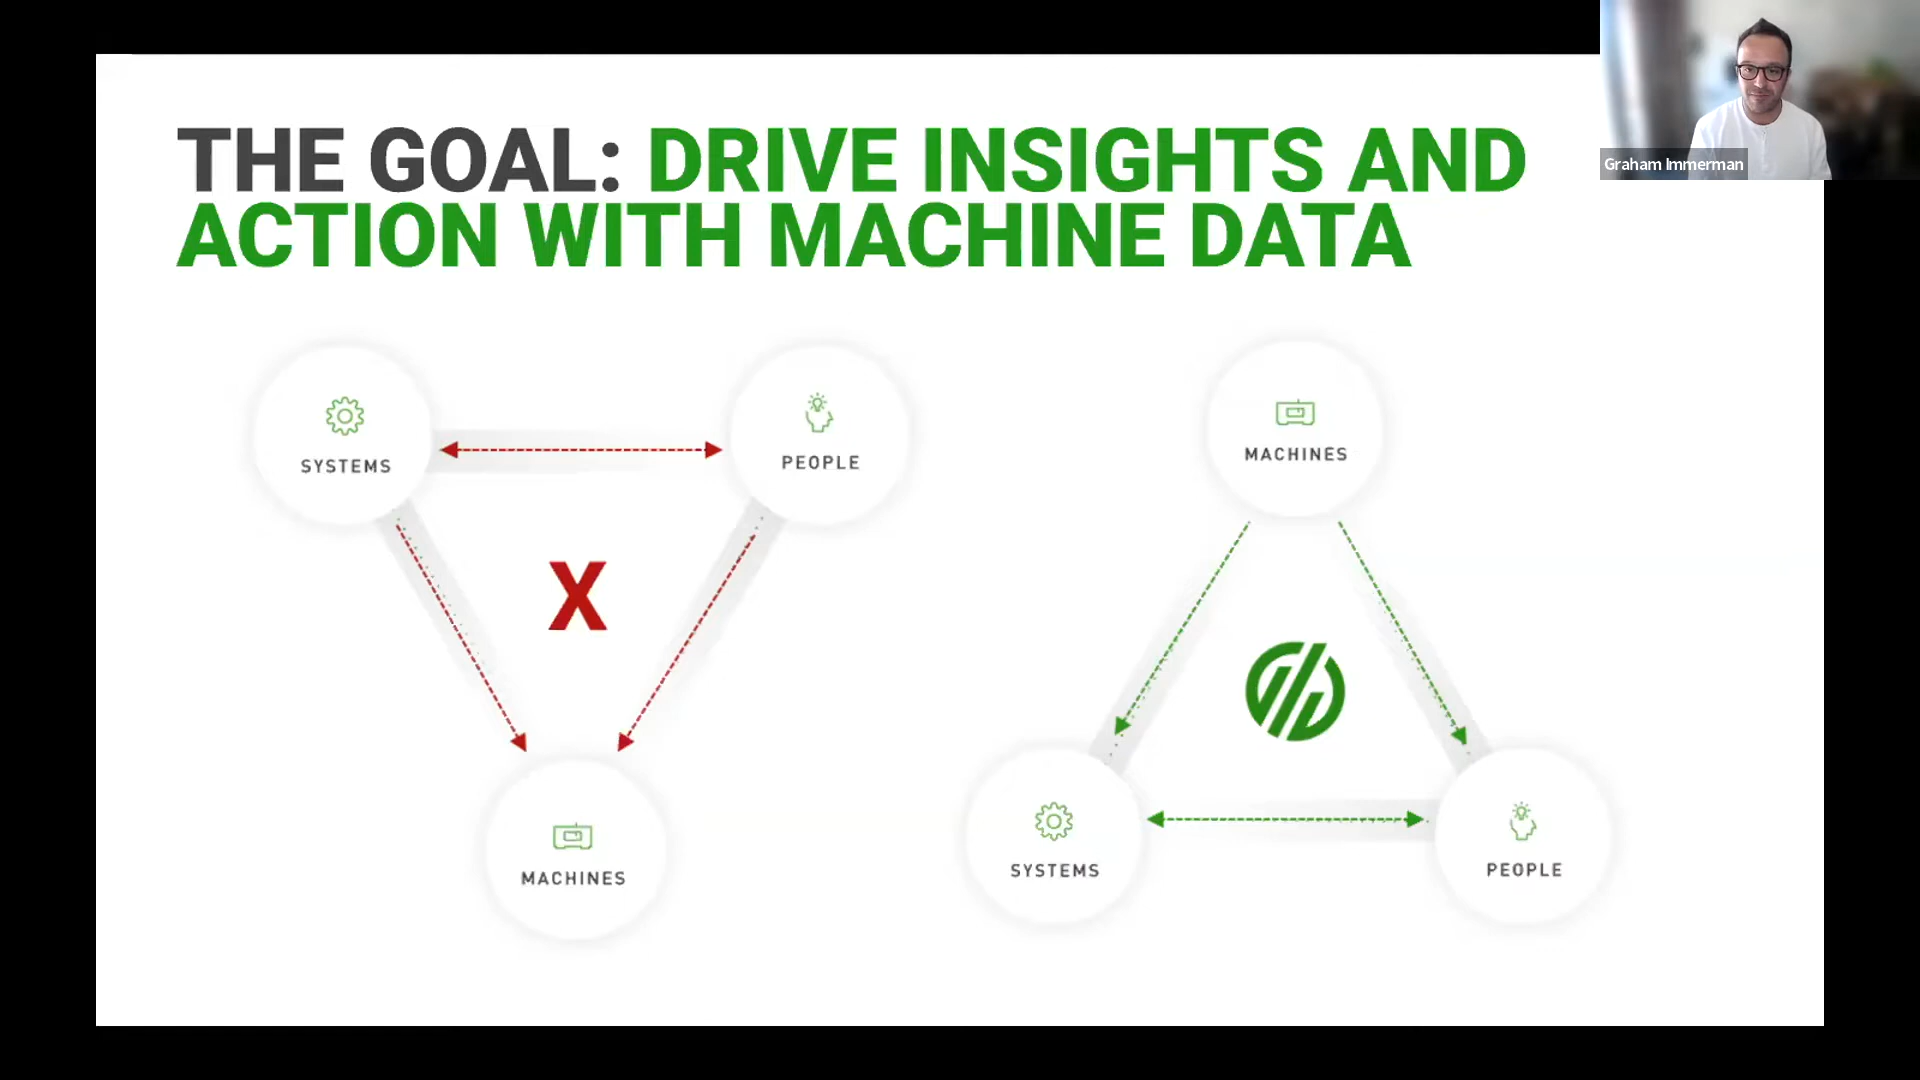 THE GOAL: DRIVE INSIGHTS AND
ACTION WITH MACHINE DATA
Graham Immerman
SYSTEMS
PEOPLE
X
MACHINES
MACHINES
SYSTEMS
PEOPLE